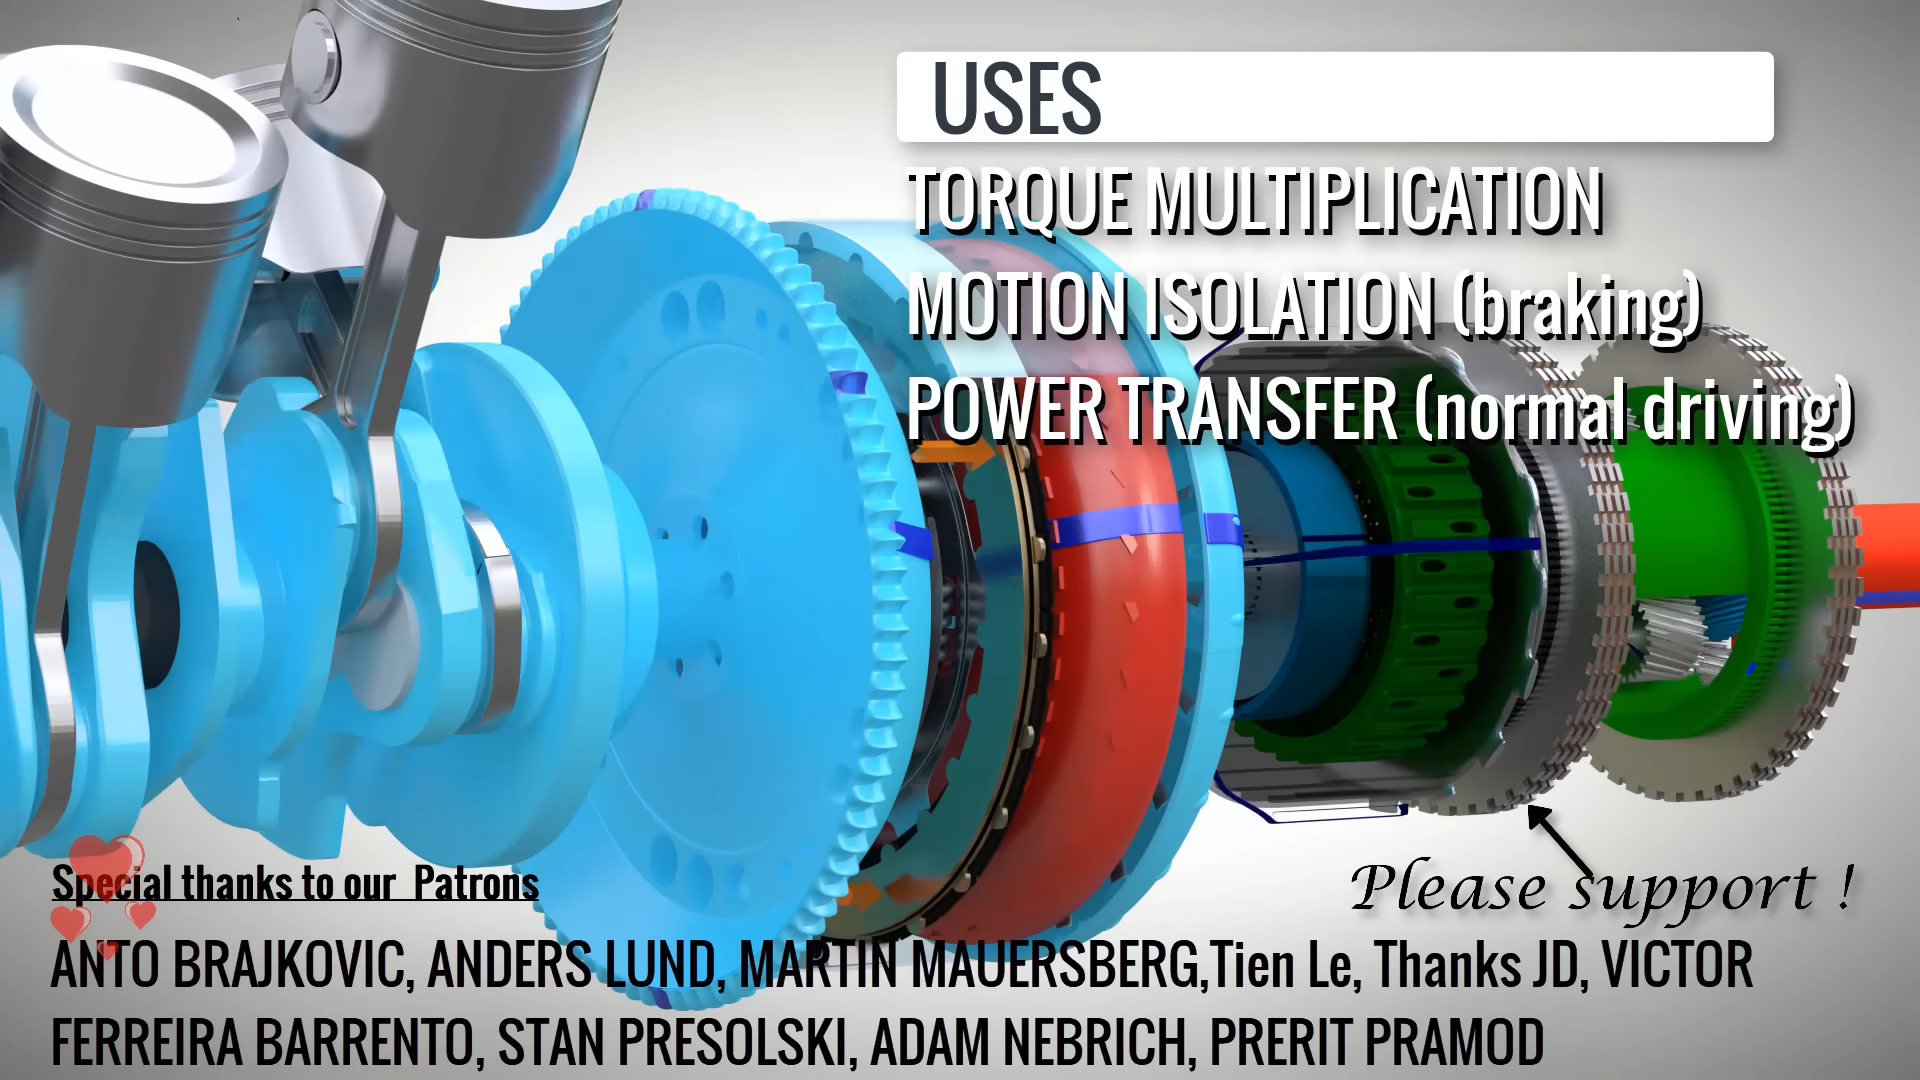 USES
TORQUE MULTIPLICATION
MOTION ISOLATION (braking)
POWER TRANSFER (normal driving)
Please support !
Special thanks to our  Patrons
ANTO BRAJKOVIC, ANDERS LUND, MARTIN MAUERSBERG,Tien Le, Thanks JD, VICTOR
FERREIRA BARRENTO, STAN PRESOLSKI, ADAM NEBRICH, PRERIT PRAMOD